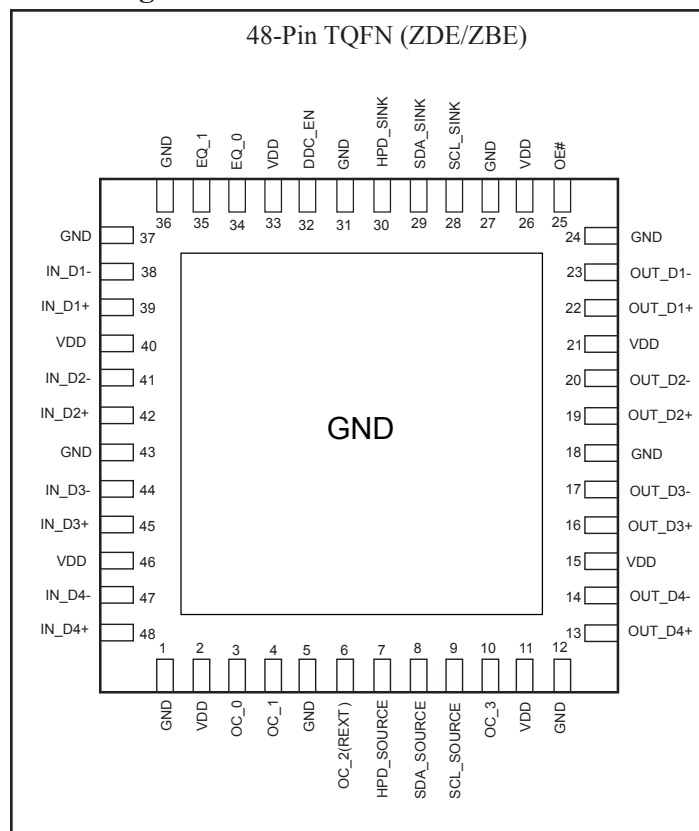 48-Pin TQFN (ZDE/ZBE)
GND
EQ_1
EQ_0
VDD
DDC_EN
GND
HPD_SINK
SDA_SINK
SCL_SINK
GND
VDD
OE#
36
35
34
33
32
31
30
29
28
27
26
25
GND 37
IN_D1- 38
IN_D1+ 39
VDD 40
IN_D2- 41
IN_D2+ 42
GND 43
IN_D3- 44
IN_D3+ 45
VDD 46
IN_D4- 47
IN_D4+ 48
GND
24 GND
23 OUT_D1-
22 OUT_D1+
21 VDD
20 OUT_D2-
19 OUT_D2+
18 GND
17 OUT_D3-
16 OUT_D3+
15 VDD
14 OUT_D4-
13 OUT_D4+
1
2
3
4
5
6
7
8
9
10
11
12
GND
VDD
OC_0
OC_1
GND
OC_2(REXT)
HPD_SOURCE
SDA_SOURCE
SCL_SOURCE
OC_3
VDD
GND